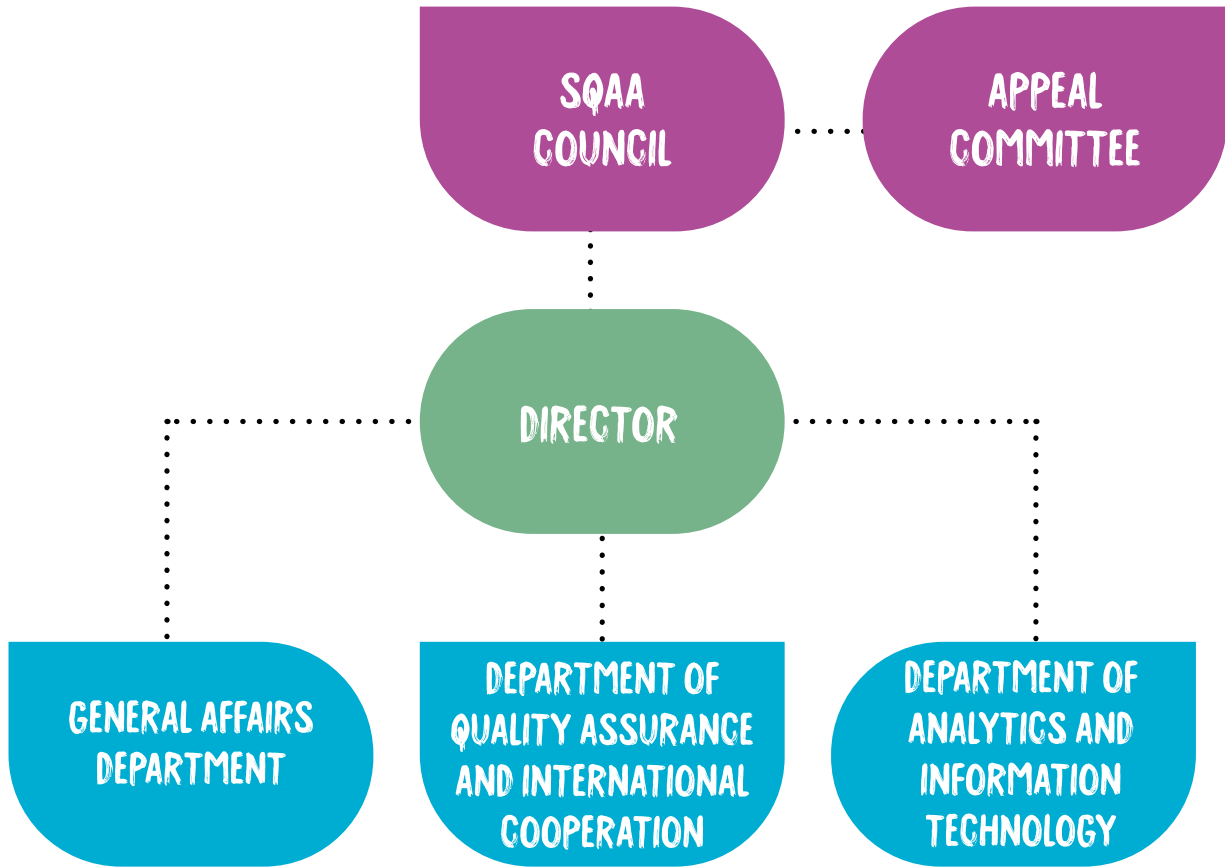 SQAA
COUNCIL
APPEAL
COMMITTEE
DIRECTOR
GENERAL AFFAIRS
DEPARTMENT
DEPARTMENT OF
QUALITY ASSURANCE
AND INTERNATIONAL
COOPERATION
DEPARTMENT OF
ANALYTICS AND
INFORMATION
TECHNOLOGY